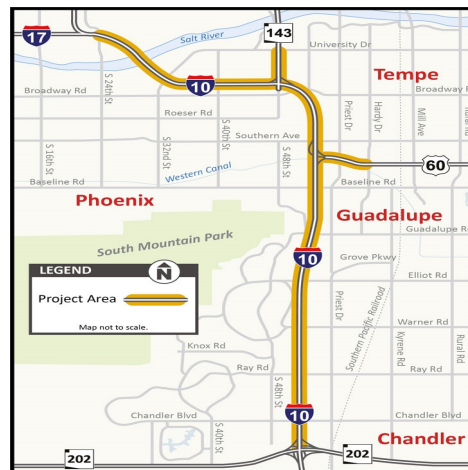 17
Salt River
143
University Dr
Tempe
S 24th St
Broadway Rd
10
Broadway Rd
Priest Dr
Hardy Dr
Mill Ave
Roeser Rd
S 40th St
Southern Ave
S 16th St
S 32nd St
S 48th St
Western Canal
60
Baseline Rd
Baseline Rd
Phoenix
Guadalupe
Guadalupe Rd
South Mountain Park
10
Grove Pkwy
LEGEND
N
Elliot Rd
Project Area
Priest Dr
Southern Pacific Railroad
Map not to scale.
Warner Rd
Kyrene Rd
Rural Rd
Knox Rd
Ray Rd
Ray Rd
S 48th St
10
Chandler Blvd
Chandler Blvd
S 40th St
Chandler
202
202